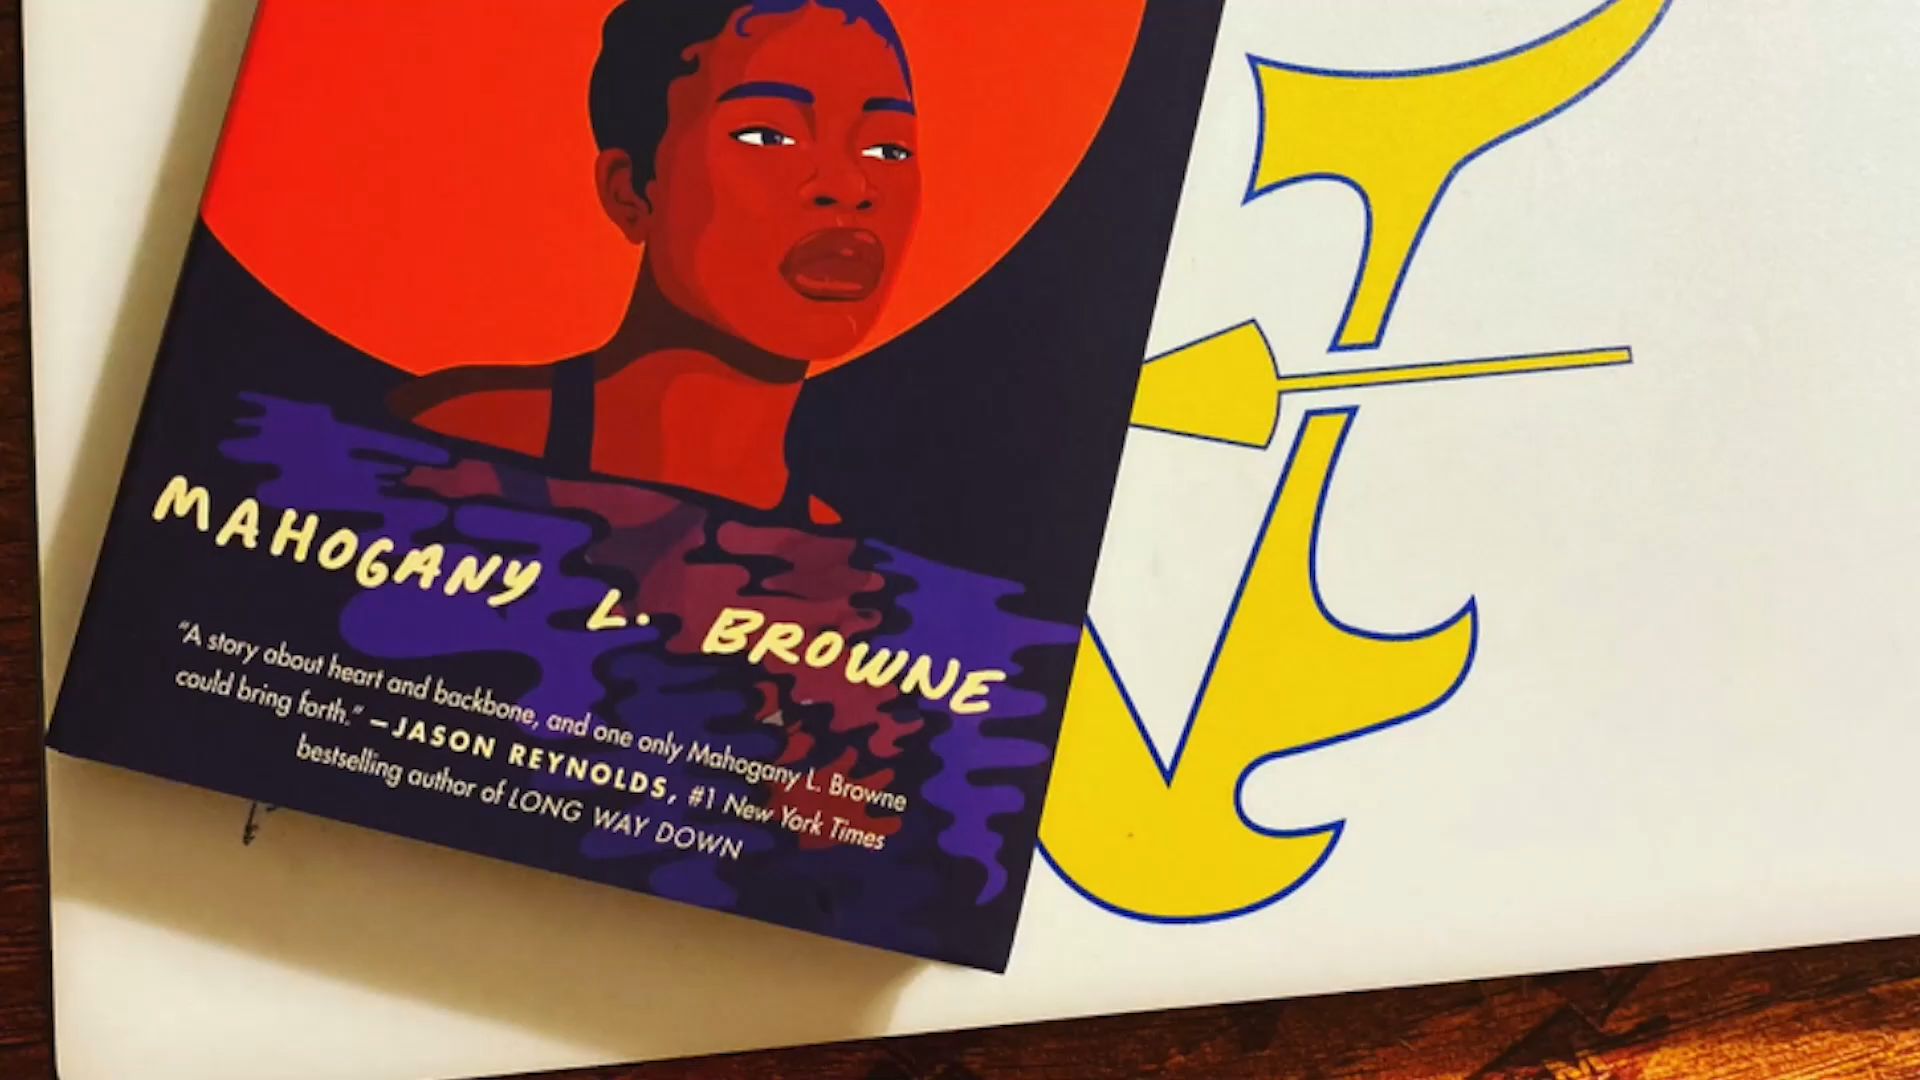 MAHOGANY L. BROWNE
“A story about heart and backbone, and one only Mahogany L. Browne
could bring forth.” —JASON REYNOLDS, #1 New York Times
bestselling author of LONG WAY DOWN